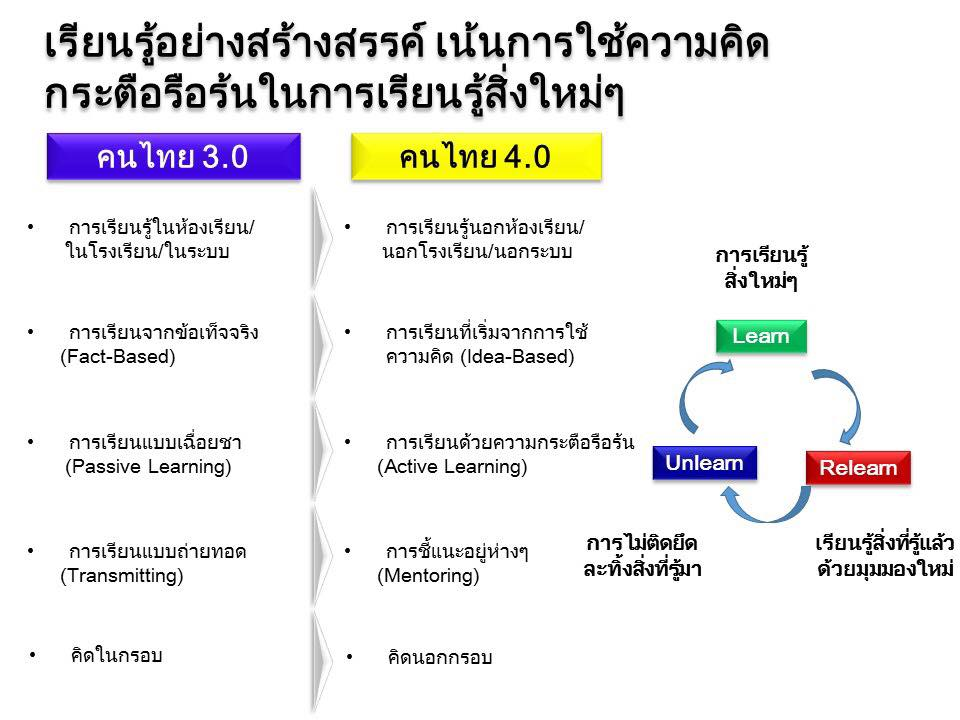 เรียนรู้อย่างสร้างสรรค์ เน้นการใช้ความคิด
กระตือรือร้นในการเรียนรู้สิ่งใหม่ๆ
คนไทย 3.0
คนไทย 4.0
• การเรียนรู้ในห้องเรียน/
ในโรงเรียน/ในระบบ
• การเรียนรู้นอกห้องเรียน/
นอกโรงเรียน/นอกระบบ
• การเรียนจากข้อเท็จจริง
(Fact-Based)
• การเรียนที่เริ่มจากการใช้
ความคิด (Idea-Based)
• การเรียนแบบเฉื่อยชา
(Passive Learning)
• การเรียนด้วยความกระตือรือร้น
(Active Learning)
• การเรียนแบบถ่ายทอด
(Transmitting)
• การชี้แนะอยู่ห่างๆ
(Mentoring)
• คิดในกรอบ
• คิดนอกกรอบ
การเรียนรู้
สิ่งใหม่ๆ
Learn
Unlearn
Relearn
การไม่ติดยึด
ละทิ้งสิ่งที่รู้มา
เรียนรู้สิ่งที่รู้แล้ว
ด้วยมุมมองใหม่